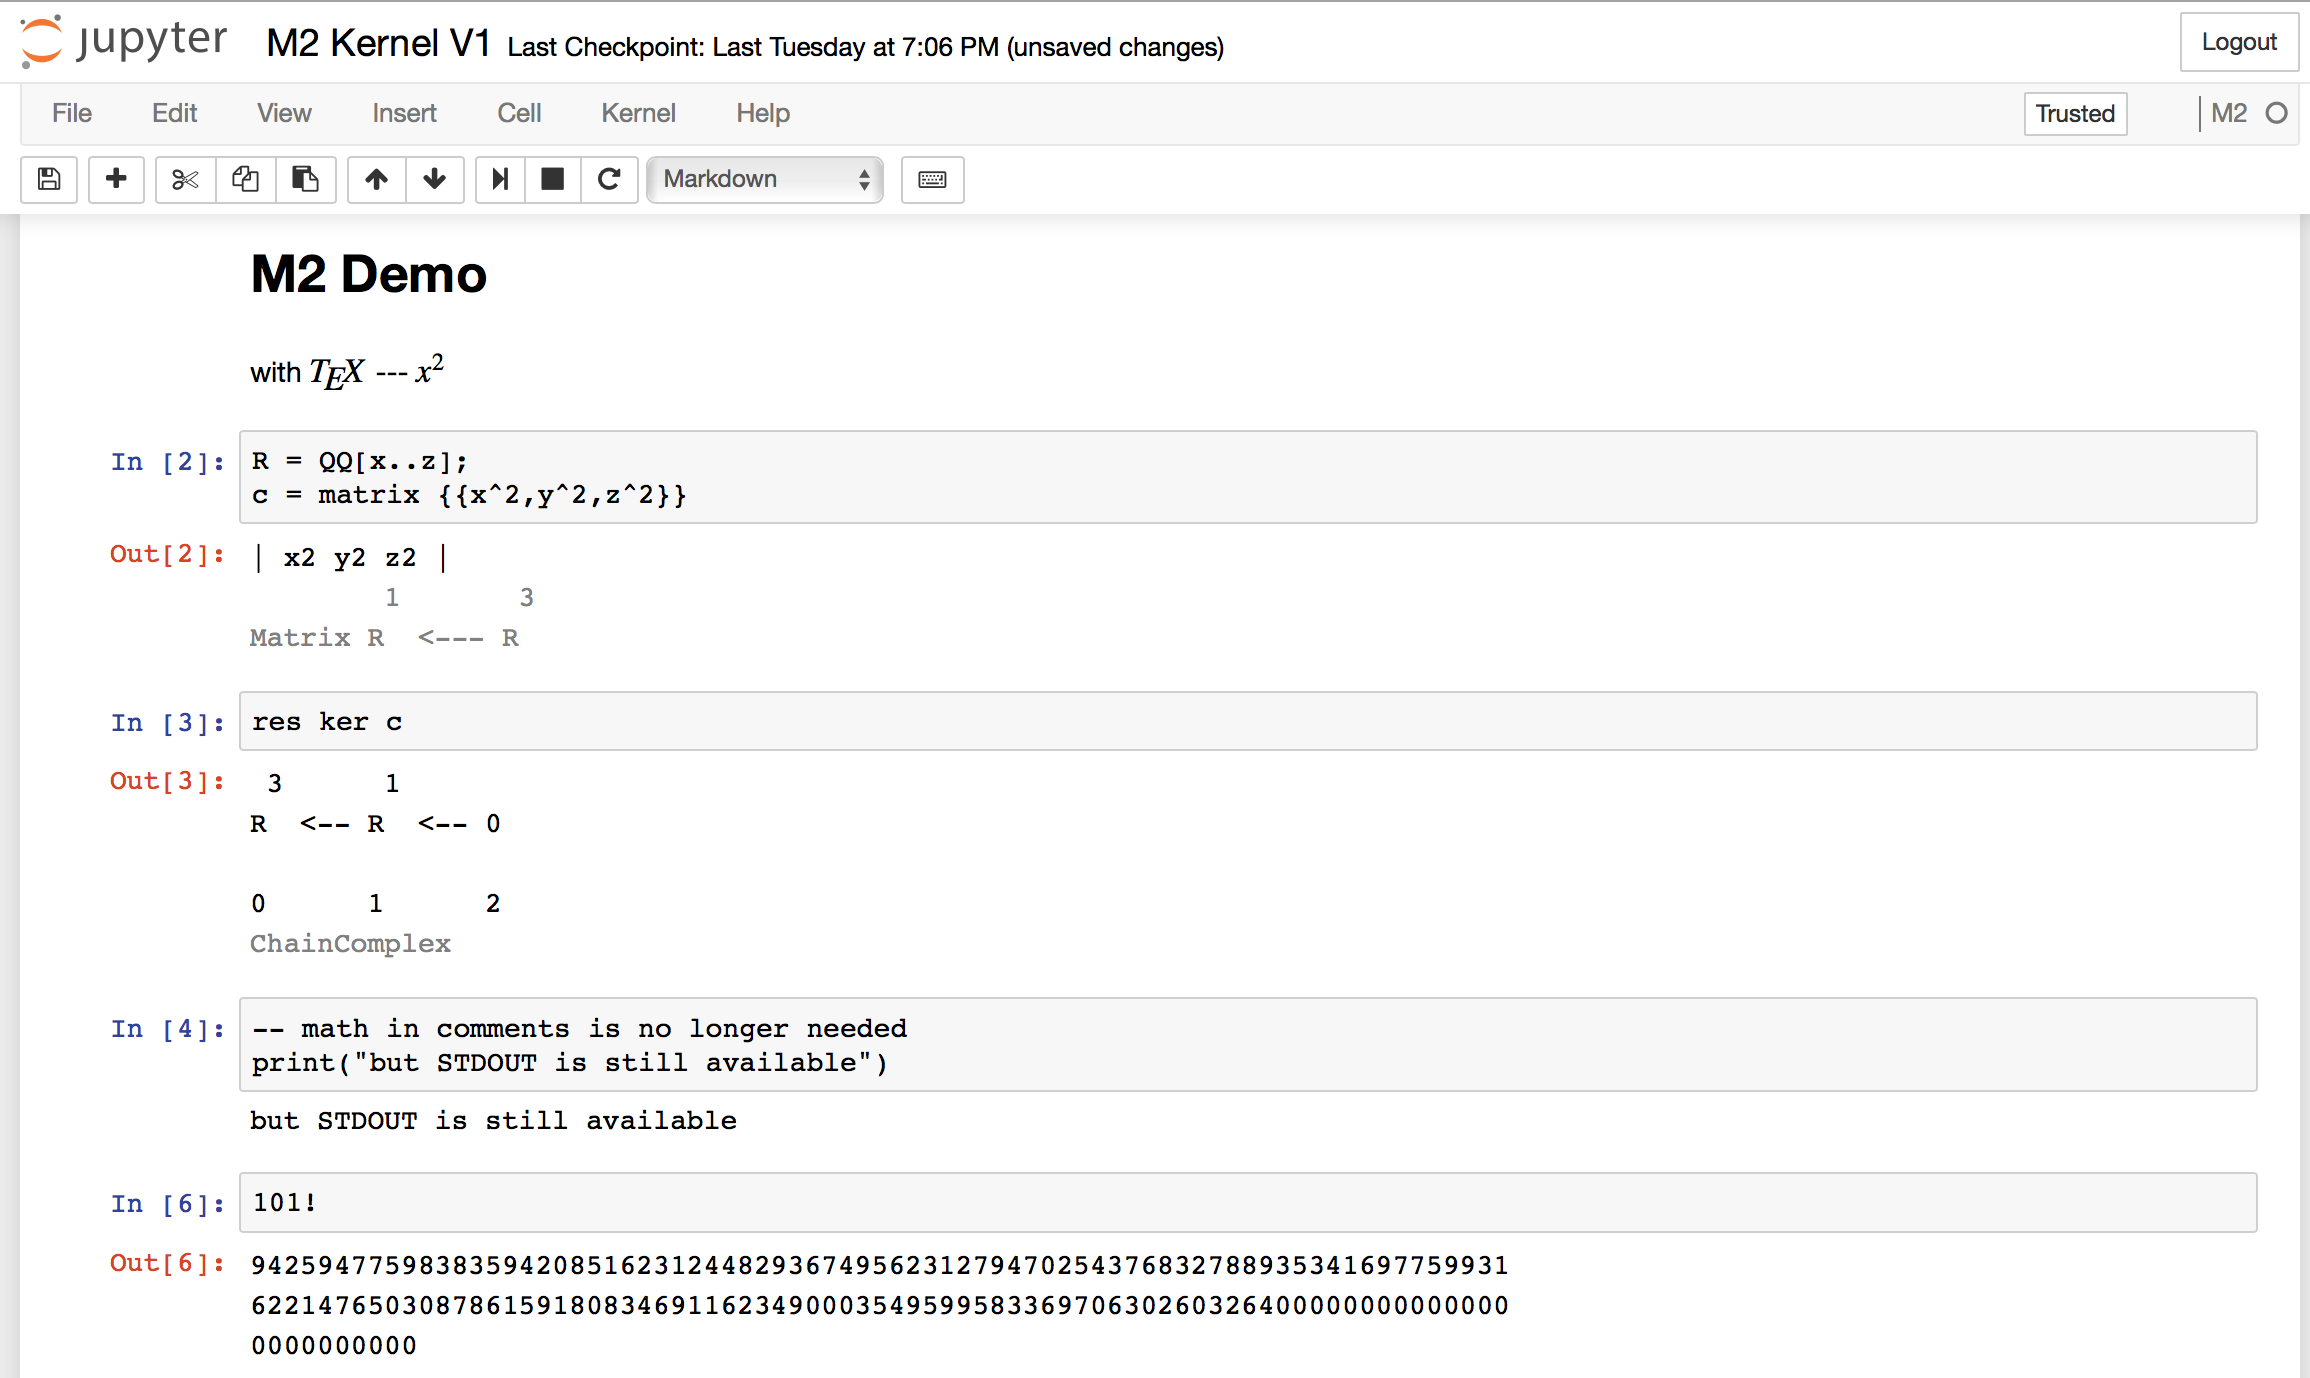 jupyter M2 Kernel V1 Last Checkpoint: Last Tuesday at 7:06 PM (unsaved changes) Logout
File Edit View Insert Cell Kernel Help Trusted M2
Markdown
M2 Demo
with TEX --- x²
In [2]: R = QQ[x..z];
c = matrix {{x^2,y^2,z^2}}
Out[2]: | x2 y2 z2 |
1 3
Matrix R <--- R
In [3]: res ker c
Out[3]: 3 1
R <-- R <-- 0
0 1 2
ChainComplex
In [4]: -- math in comments is no longer needed
print("but STDOUT is still available")
but STDOUT is still available
In [6]: 101!
Out[6]: 942594775983835942085162312448293674956231279470254376832788935341697759931
622147650308786159180834691162349000354959958336970630260326400000000000000
0000000000